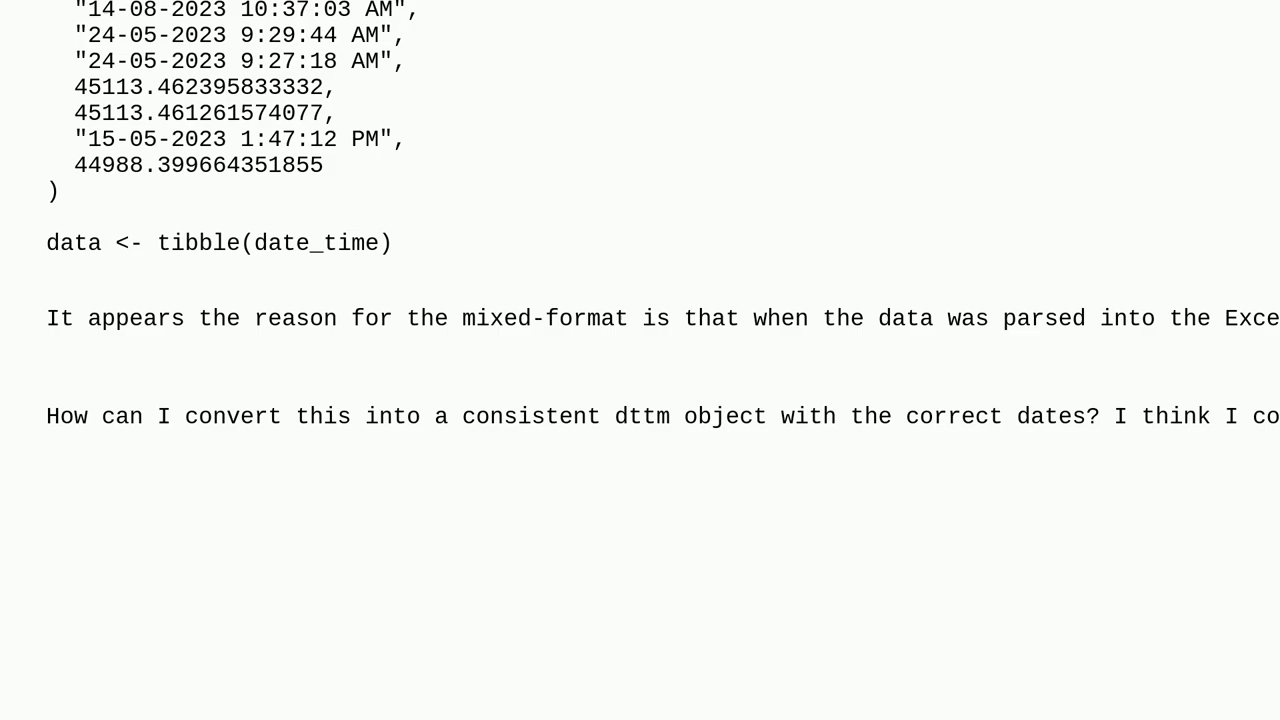 "14-08-2023 10:37:03 AM",
"24-05-2023 9:29:44 AM",
"24-05-2023 9:27:18 AM",
45113.462395833332,
45113.461261574077,
"15-05-2023 1:47:12 PM",
44988.399664351855
)
data <- tibble(date_time)
It appears the reason for the mixed-format is that when the data was parsed into the Exce
How can I convert this into a consistent dttm object with the correct dates? I think I co